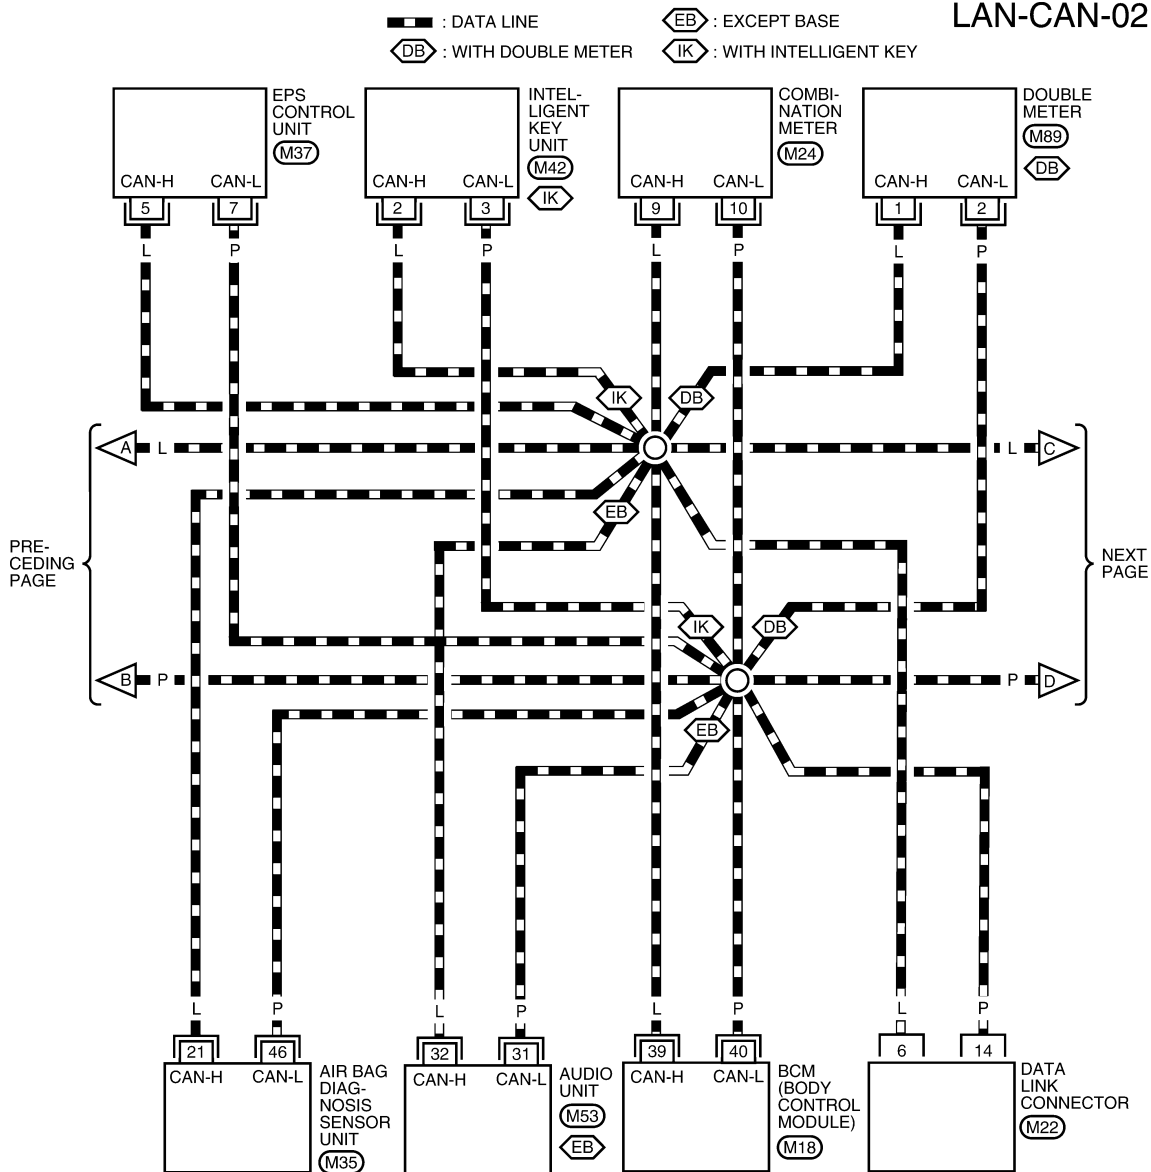 LAN-CAN-02
: DATA LINE
EB : EXCEPT BASE
DB : WITH DOUBLE METER
IK : WITH INTELLIGENT KEY
EPS
CONTROL
UNIT
M37
CAN-H CAN-L
5 7
L P
INTEL-
LIGENT
KEY
UNIT
M42
IK
CAN-H CAN-L
2 3
L P
COMBI-
NATION
METER
M24
CAN-H CAN-L
9 10
L P
DOUBLE
METER
M89
DB
CAN-H CAN-L
1 2
L P
IK DB
A L L C
EB
PRE-
CEDING
PAGE
NEXT
PAGE
IK DB
B P P D
EB
L P L P L P L P
21 46
CAN-H CAN-L
AIR BAG
DIAG-
NOSIS
SENSOR
UNIT
M35
32 31
CAN-H CAN-L
AUDIO
UNIT
M53
EB
39 40
CAN-H CAN-L
BCM
(BODY
CONTROL
MODULE)
M18
6 14
DATA
LINK
CONNECTOR
M22